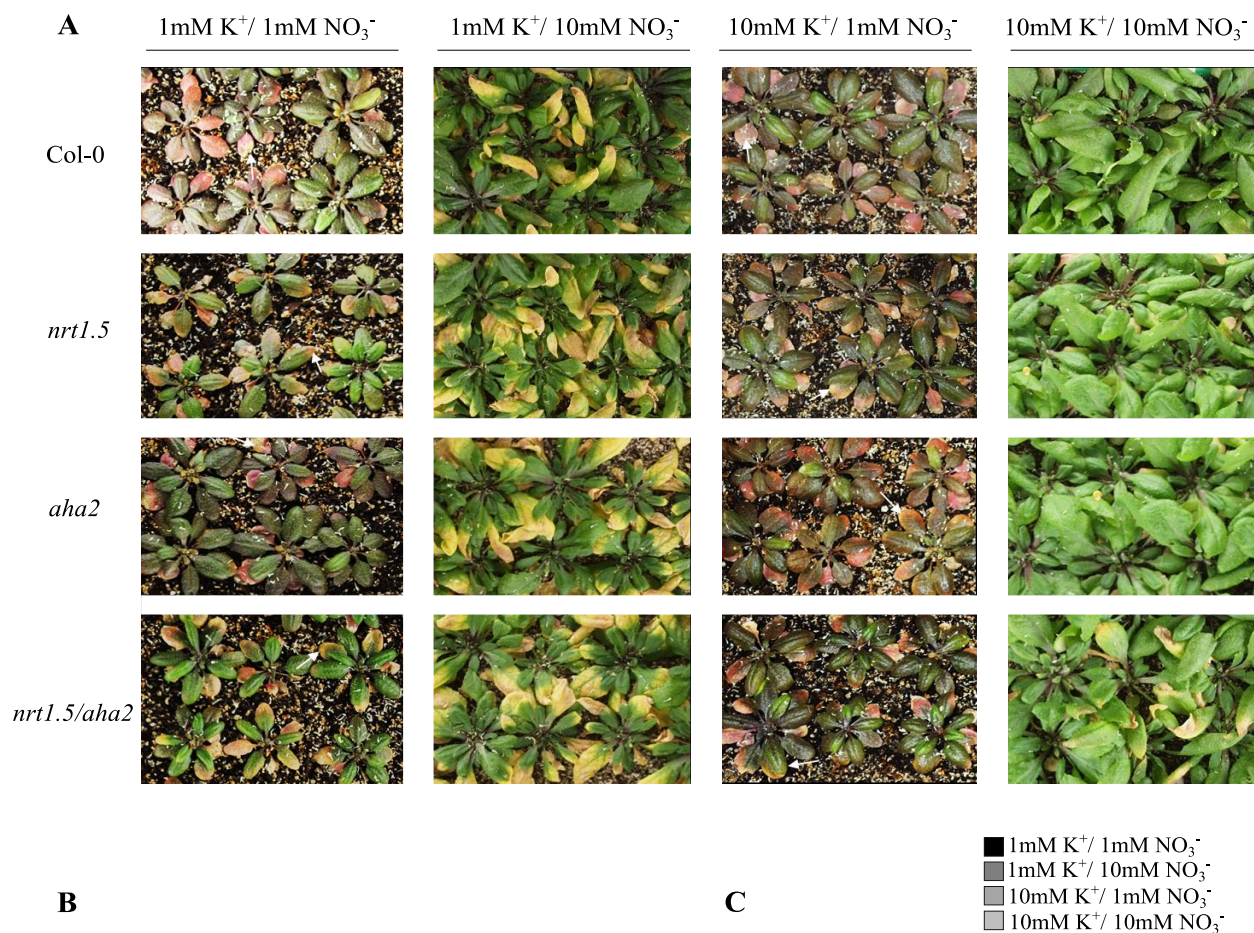 A
1mM K⁺/ 1mM NO₃⁻
1mM K⁺/ 10mM NO₃⁻
10mM K⁺/ 1mM NO₃⁻
10mM K⁺/ 10mM NO₃⁻
Col-0
nrt1.5
aha2
nrt1.5/aha2
1mM K⁺/ 1mM NO₃⁻
1mM K⁺/ 10mM NO₃⁻
10mM K⁺/ 1mM NO₃⁻
10mM K⁺/ 10mM NO₃⁻
B
C